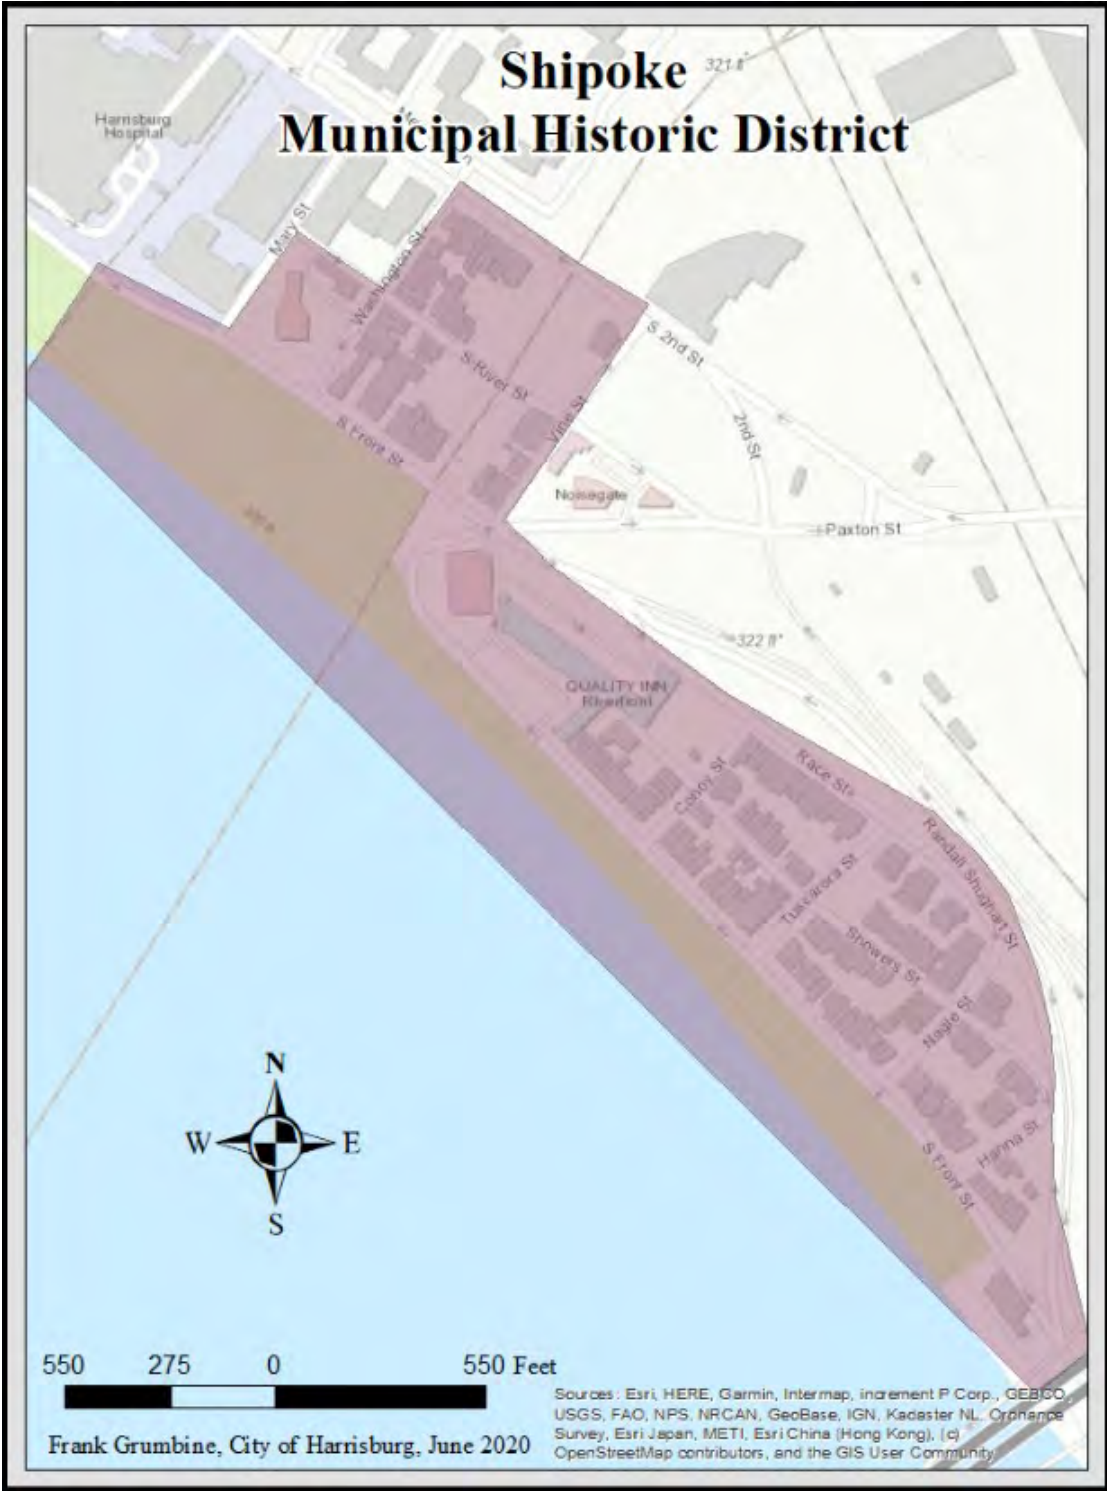 Shipoke
Municipal Historic District
321 ft
Harrisburg
Hospital
Mary St
Washington St
S River St
S 2nd St
Vine St
2nd St
S Front St
Noisegate
Paxton St
322 ft
QUALITY INN
Riverfront
Conoy St
Race St
Randall Shughart St
Tuscarora St
Showers St
Nagle St
Hanna St
S Front St
N
W
E
S
550 275 0 550 Feet
Sources: Esri, HERE, Garmin, Intermap, increment P Corp., GEBCO,
USGS, FAO, NPS, NRCAN, GeoBase, IGN, Kadaster NL, Ordnance
Survey, Esri Japan, METI, Esri China (Hong Kong), (c)
OpenStreetMap contributors, and the GIS User Community
Frank Grumbine, City of Harrisburg, June 2020